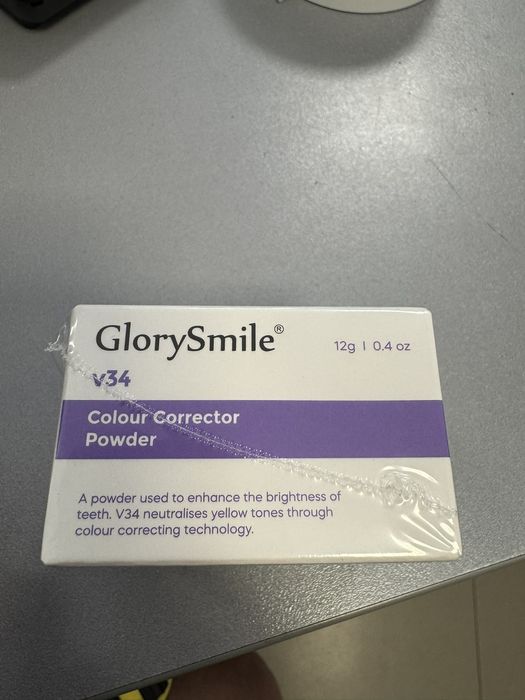 GlorySmile®
12g | 0.4 oz
v34
Colour Corrector
Powder
A powder used to enhance the brightness of
teeth. V34 neutralises yellow tones through
colour correcting technology.